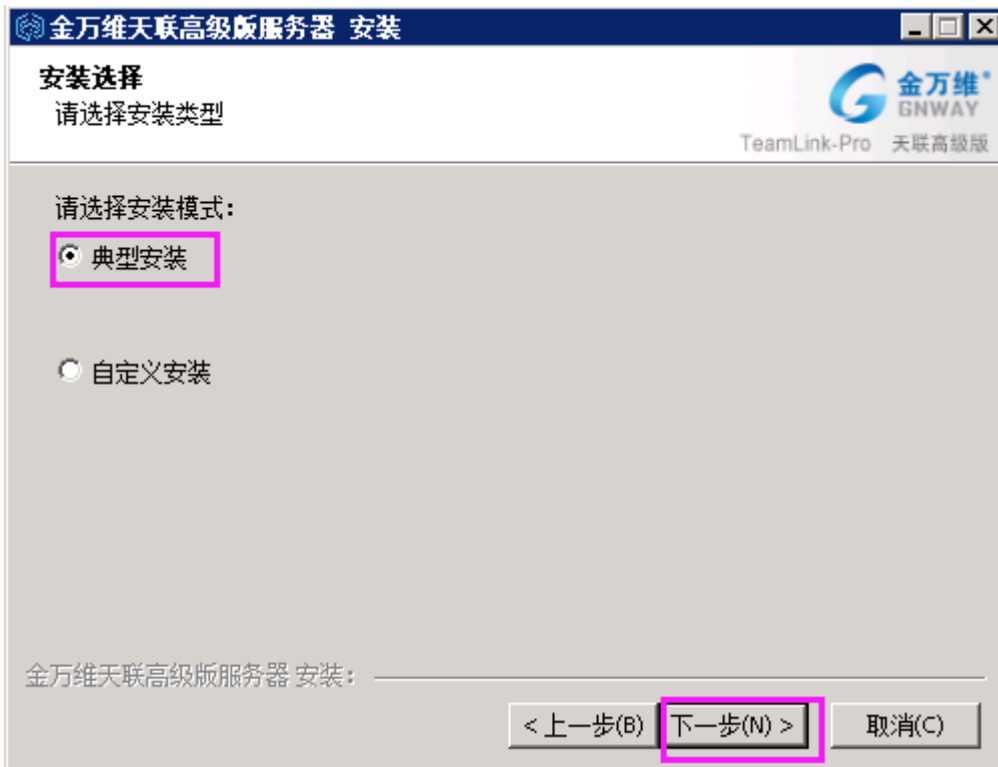 金万维天联高级版服务器 安装
安装选择
请选择安装类型
金万维®
GNWAY
TeamLink-Pro 天联高级版
请选择安装模式:
典型安装
自定义安装
金万维天联高级版服务器 安装:
< 上一步(B) 下一步(N) > 取消(C)